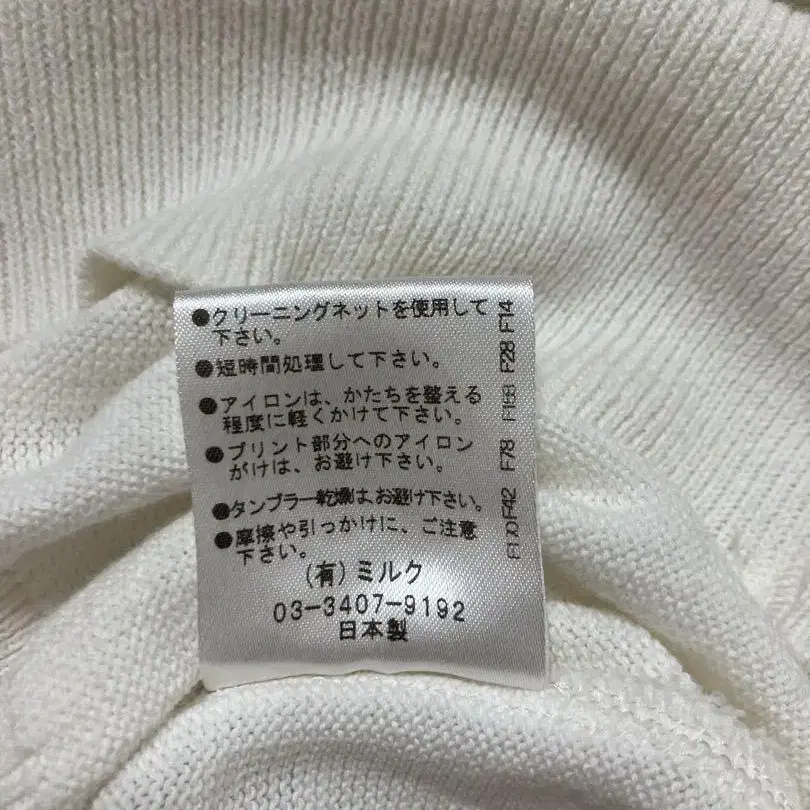 ●クリーニングネットを使用して
下さい。
●短時間処理して下さい。
●アイロンは、かたちを整える
程度に軽くかけて下さい。
●プリント部分へのアイロン
がけは、お避け下さい。
●タンブラー乾燥は、お避け下さい。
●摩擦や引っかけに、ご注意
下さい。
(有)ミルク
03-3407-9192
日本製
F42 F78 F168 F28 F14